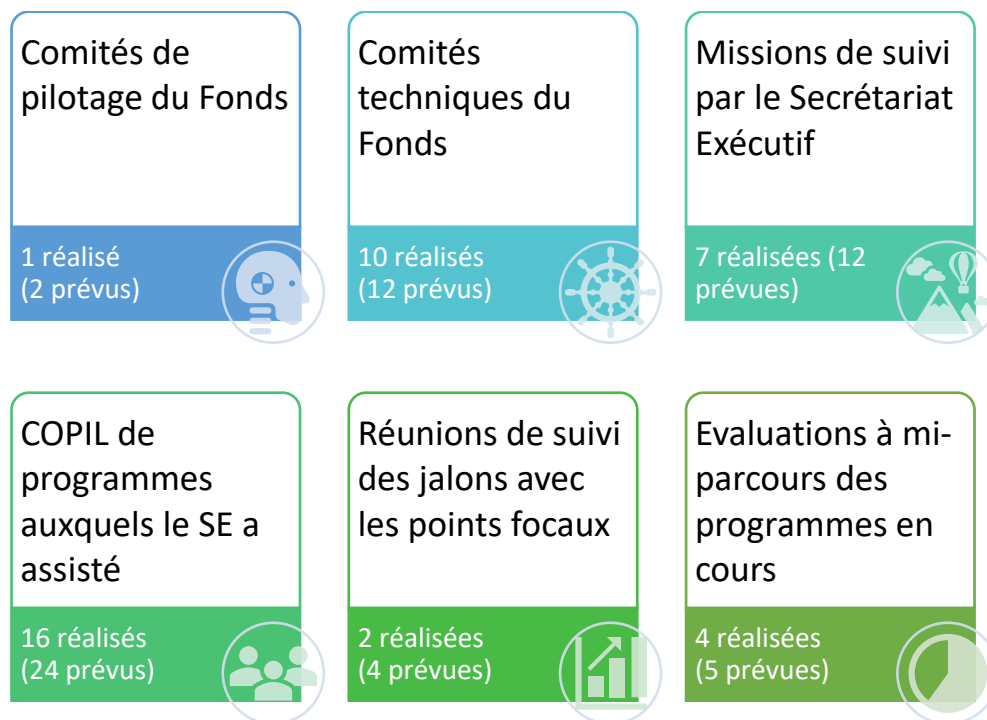 Comités de
pilotage du Fonds
1 réalisé
(2 prévus)
Comités
techniques du
Fonds
10 réalisés
(12 prévus)
Missions de suivi
par le Secrétariat
Exécutif
7 réalisées (12
prévues)
COPIL de
programmes
auxquels le SE a
assisté
16 réalisés
(24 prévus)
Réunions de suivi
des jalons avec
les points focaux
2 réalisées
(4 prévues)
Evaluations à mi-
parcours des
programmes en
cours
4 réalisées
(5 prévues)